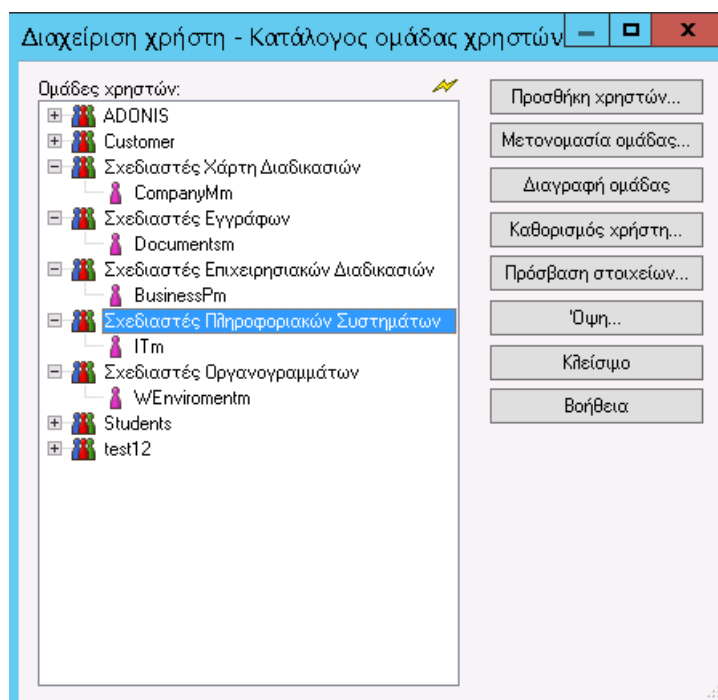 Διαχείριση χρήστη - Κατάλογος ομάδας χρηστών
Ομάδες χρηστών:
ADONIS
Customer
Σχεδιαστές Χάρτη Διαδικασιών
CompanyMm
Σχεδιαστές Εγγράφων
Documentsm
Σχεδιαστές Επιχειρησιακών Διαδικασιών
BusinessPm
Σχεδιαστές Πληροφοριακών Συστημάτων
ITm
Σχεδιαστές Οργανογραμμάτων
WEnviromentm
Students
test12
Προσθήκη χρηστών...
Μετονομασία ομάδας...
Διαγραφή ομάδας
Καθορισμός χρήστη...
Πρόσβαση στοιχείων...
Όψη...
Κλείσιμο
Βοήθεια